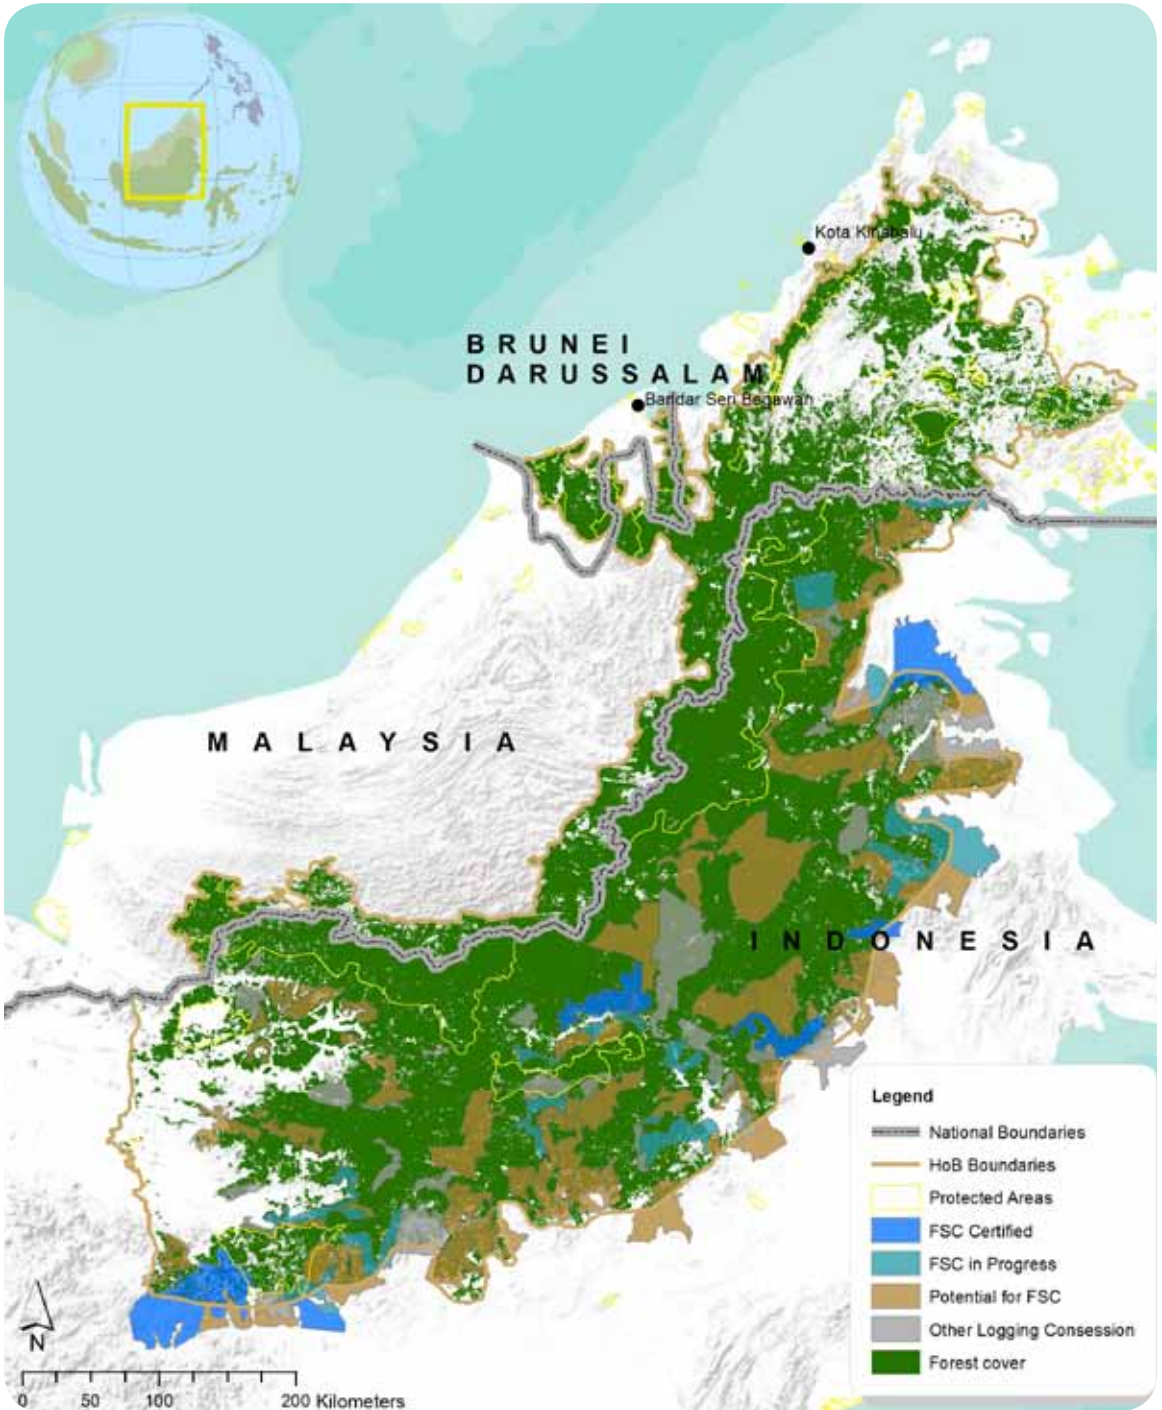 Kota Kinabalu
BRUNEI
DARUSSALAM
Bandar Seri Begawan
MALAYSIA
INDONESIA
Legend
National Boundaries
HoB Boundaries
Protected Areas
FSC Certified
FSC in Progress
Potential for FSC
Other Logging Consession
Forest cover
N
0 50 100 200 Kilometers